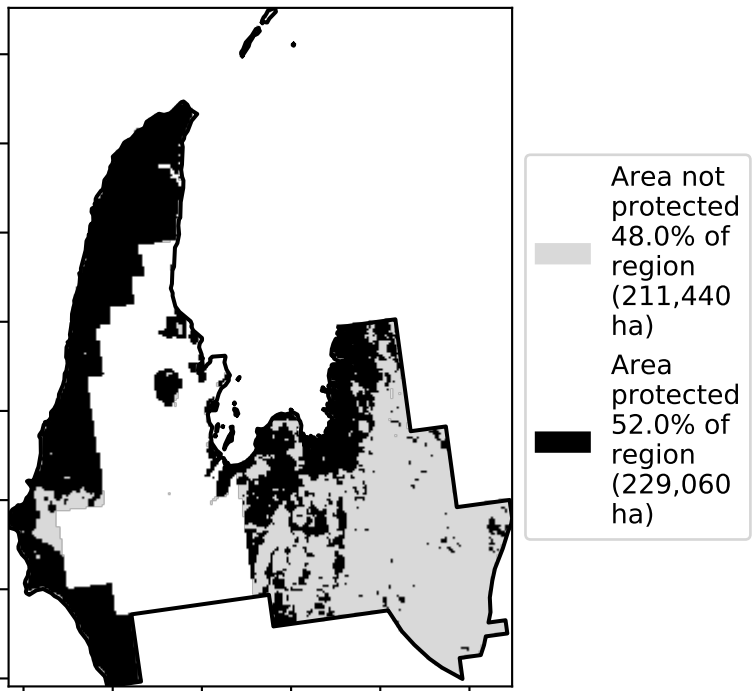 Area not
protected
48.0% of
region
(211,440
ha)
Area
protected
52.0% of
region
(229,060
ha)